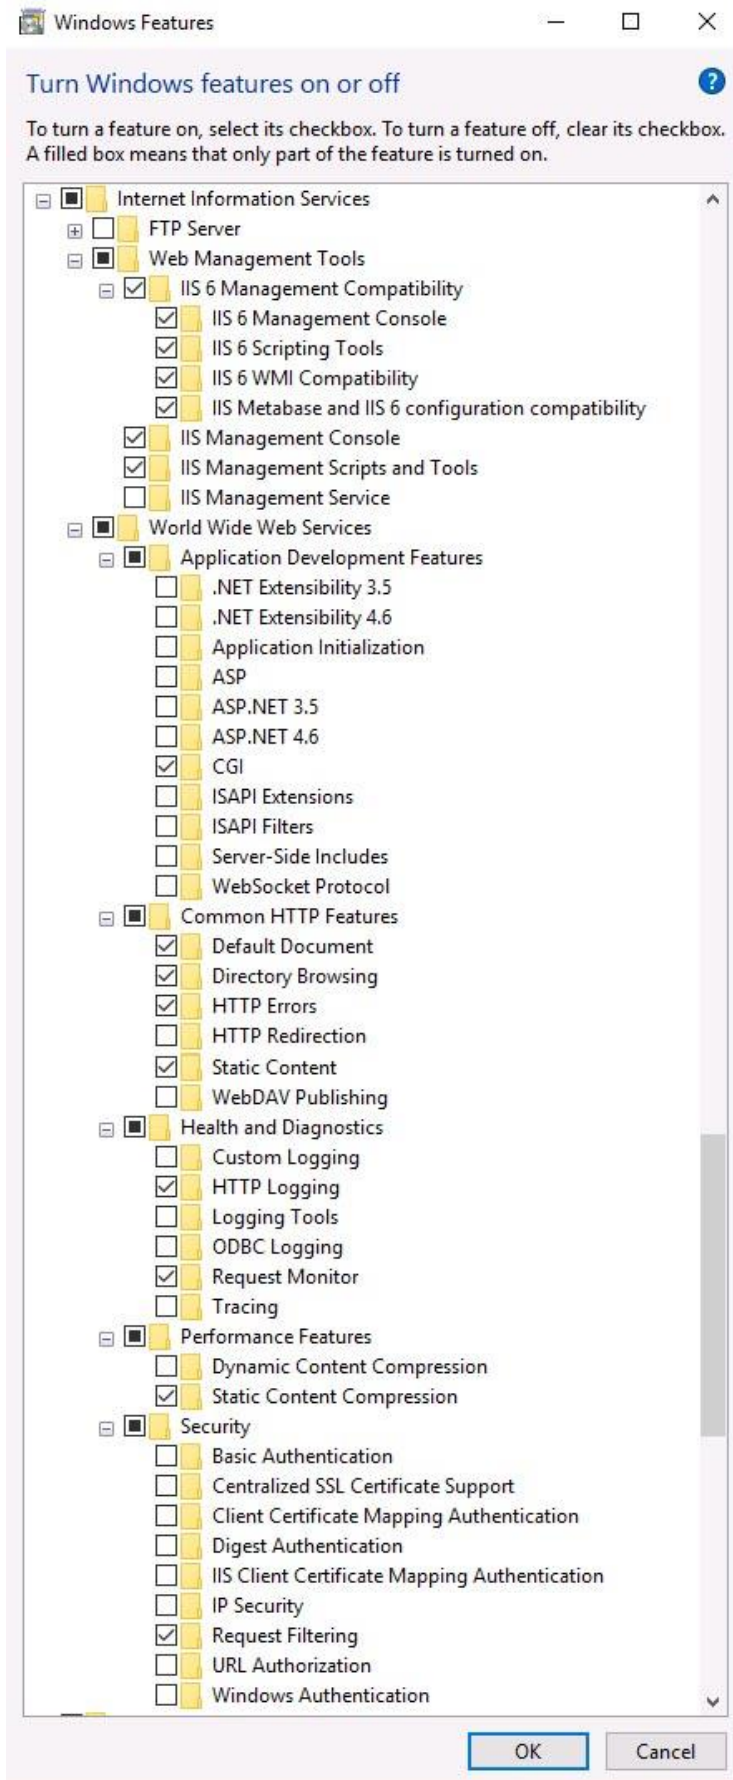 Windows Features
Turn Windows features on or off
To turn a feature on, select its checkbox. To turn a feature off, clear its checkbox.
A filled box means that only part of the feature is turned on.
Internet Information Services
FTP Server
Web Management Tools
IIS 6 Management Compatibility
IIS 6 Management Console
IIS 6 Scripting Tools
IIS 6 WMI Compatibility
IIS Metabase and IIS 6 configuration compatibility
IIS Management Console
IIS Management Scripts and Tools
IIS Management Service
World Wide Web Services
Application Development Features
.NET Extensibility 3.5
.NET Extensibility 4.6
Application Initialization
ASP
ASP.NET 3.5
ASP.NET 4.6
CGI
ISAPI Extensions
ISAPI Filters
Server-Side Includes
WebSocket Protocol
Common HTTP Features
Default Document
Directory Browsing
HTTP Errors
HTTP Redirection
Static Content
WebDAV Publishing
Health and Diagnostics
Custom Logging
HTTP Logging
Logging Tools
ODBC Logging
Request Monitor
Tracing
Performance Features
Dynamic Content Compression
Static Content Compression
Security
Basic Authentication
Centralized SSL Certificate Support
Client Certificate Mapping Authentication
Digest Authentication
IIS Client Certificate Mapping Authentication
IP Security
Request Filtering
URL Authorization
Windows Authentication
OK
Cancel